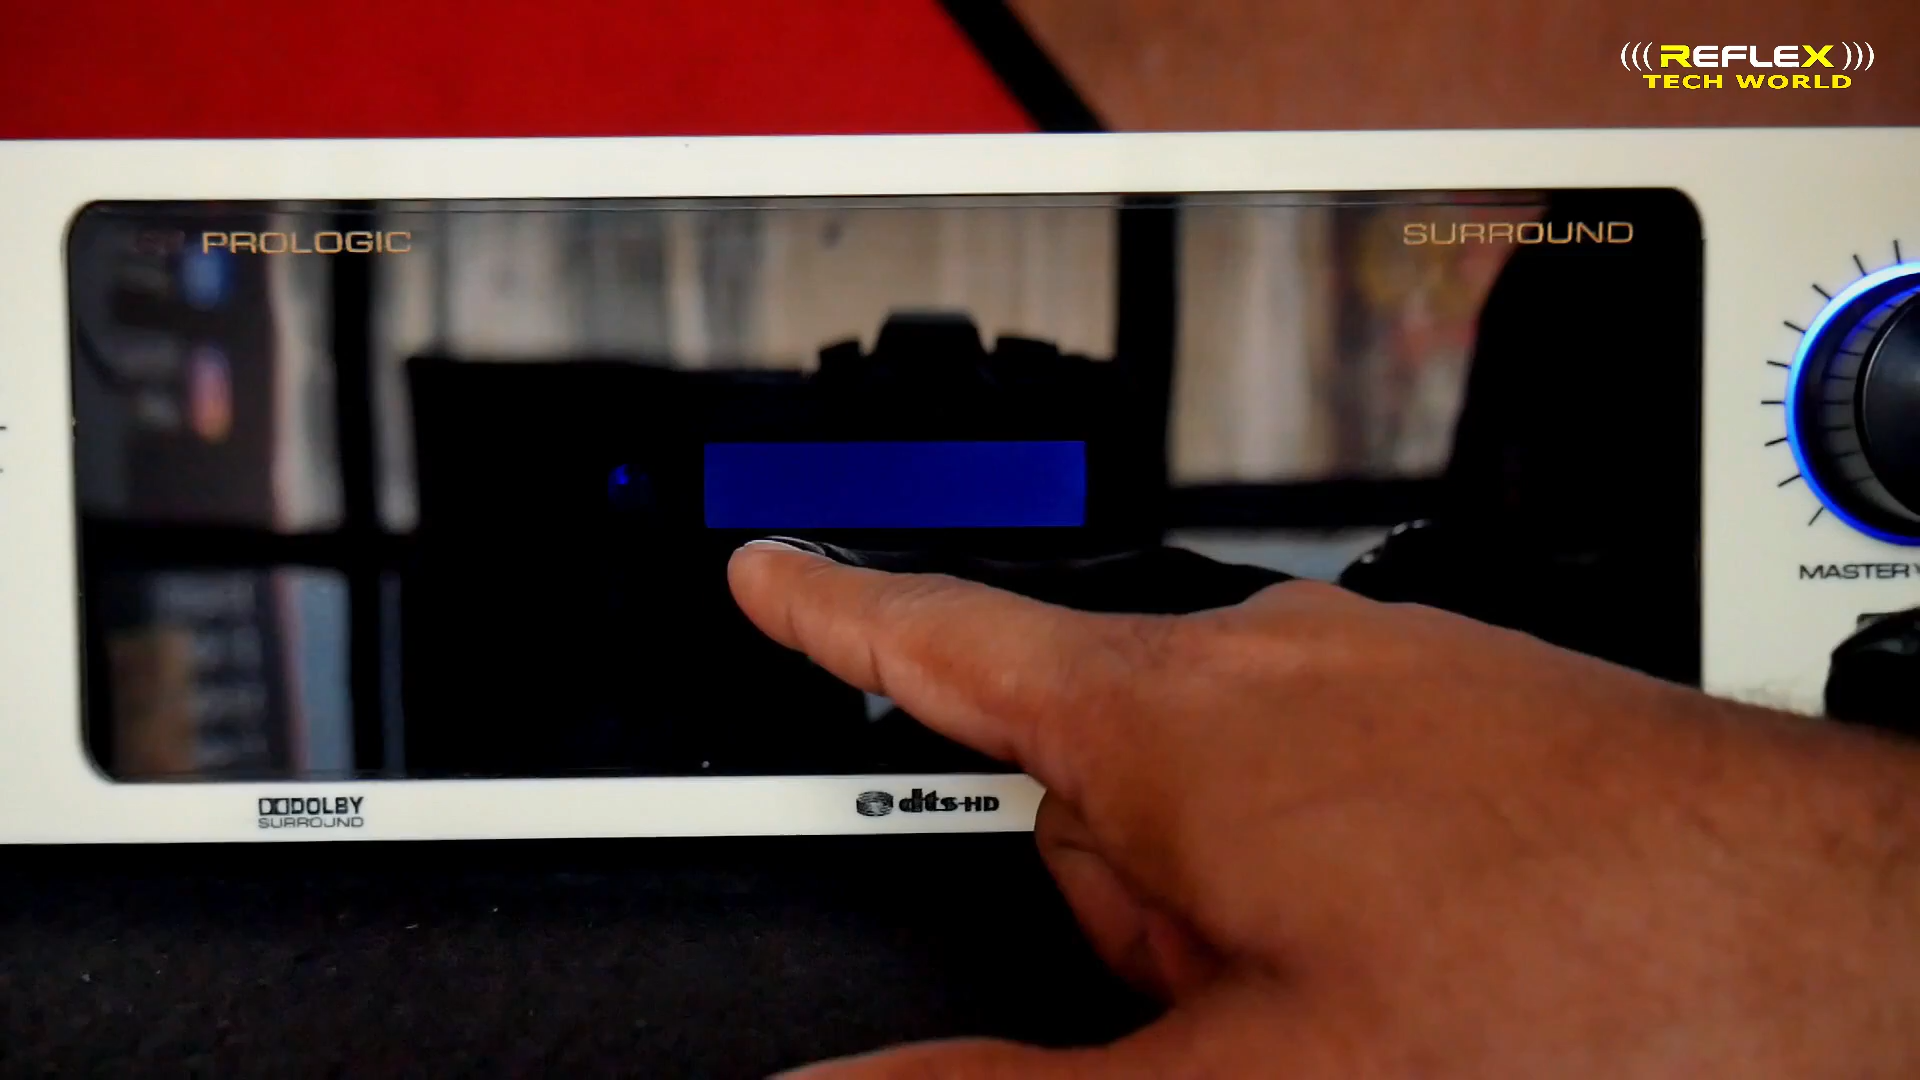 (((REFLEX)))
TECH WORLD
PROLOGIC
SURROUND
MASTER
DOLBY
SURROUND
dts-HD